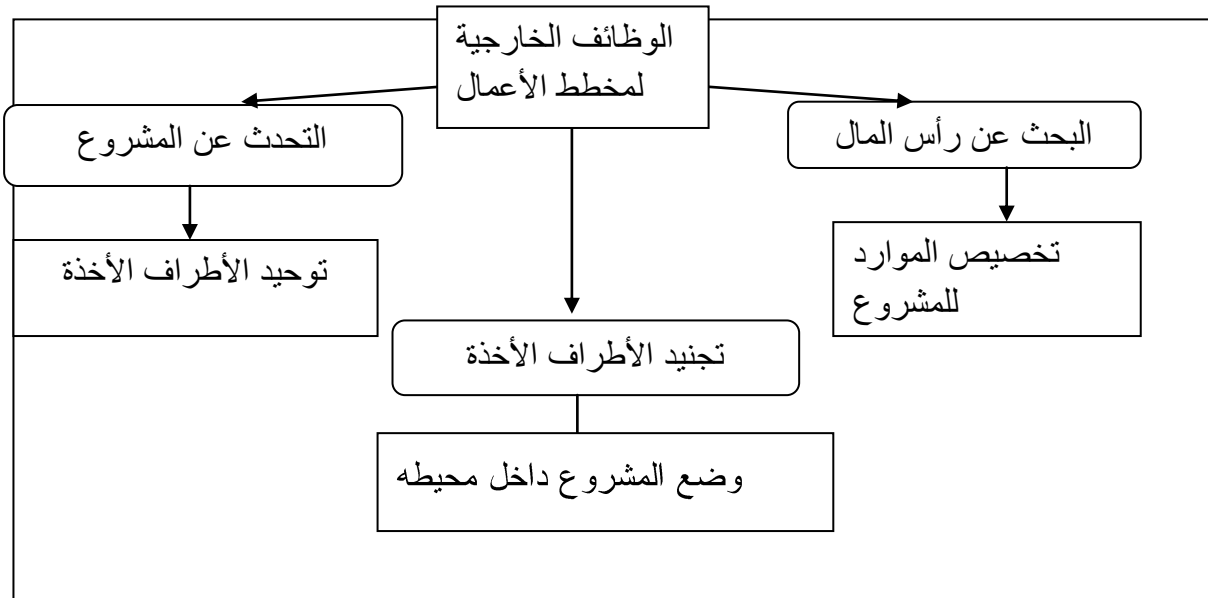 الوظائف الخارجية
لمخطط الأعمال
البحث عن رأس المال
التحدث عن المشروع
تخصيص الموارد
للمشروع
توحيد الأطراف الأخذة
تجنيد الأطراف الأخذة
وضع المشروع داخل محيطه